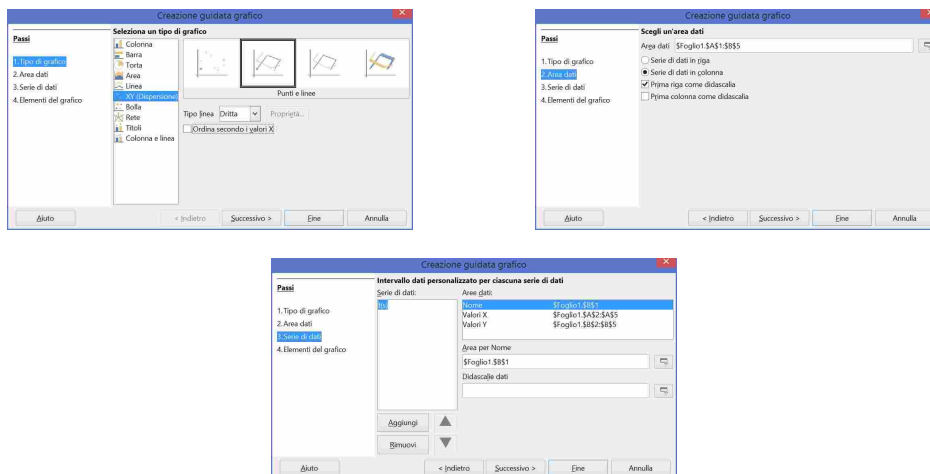 Creazione guidata grafico
Passi
1.Tipo di grafico
2.Area dati
3.Serie di dati
4.Elementi del grafico
Seleziona un tipo di grafico
Colonna
Barra
Torta
Area
Linea
XY (Dispersione)
Bolla
Rete
Titoli
Colonna e linea
Punti e linee
Tipo linea Dritta Proprietà...
Ordina secondo i valori X
Aiuto < Indietro Successivo > Fine Annulla
Creazione guidata grafico
Passi
1.Tipo di grafico
2.Area dati
3.Serie di dati
4.Elementi del grafico
Scegli un'area dati
Area dati $Foglio1.$A$1:$B$5
Serie di dati in riga
Serie di dati in colonna
Prima riga come didascalia
Prima colonna come didascalia
Aiuto < Indietro Successivo > Fine Annulla
Creazione guidata grafico
Passi
1.Tipo di grafico
2.Area dati
3.Serie di dati
4.Elementi del grafico
Intervallo dati personalizzato per ciascuna serie di dati
Serie di dati:
Aree dati:
Nome $Foglio1.$B$1
Valori X $Foglio1.$A$2:$A$5
Valori Y $Foglio1.$B$2:$B$5
Area per Nome
$Foglio1.$B$1
Didascalie dati
Aggiungi
Rimuovi
Aiuto < Indietro Successivo > Fine Annulla